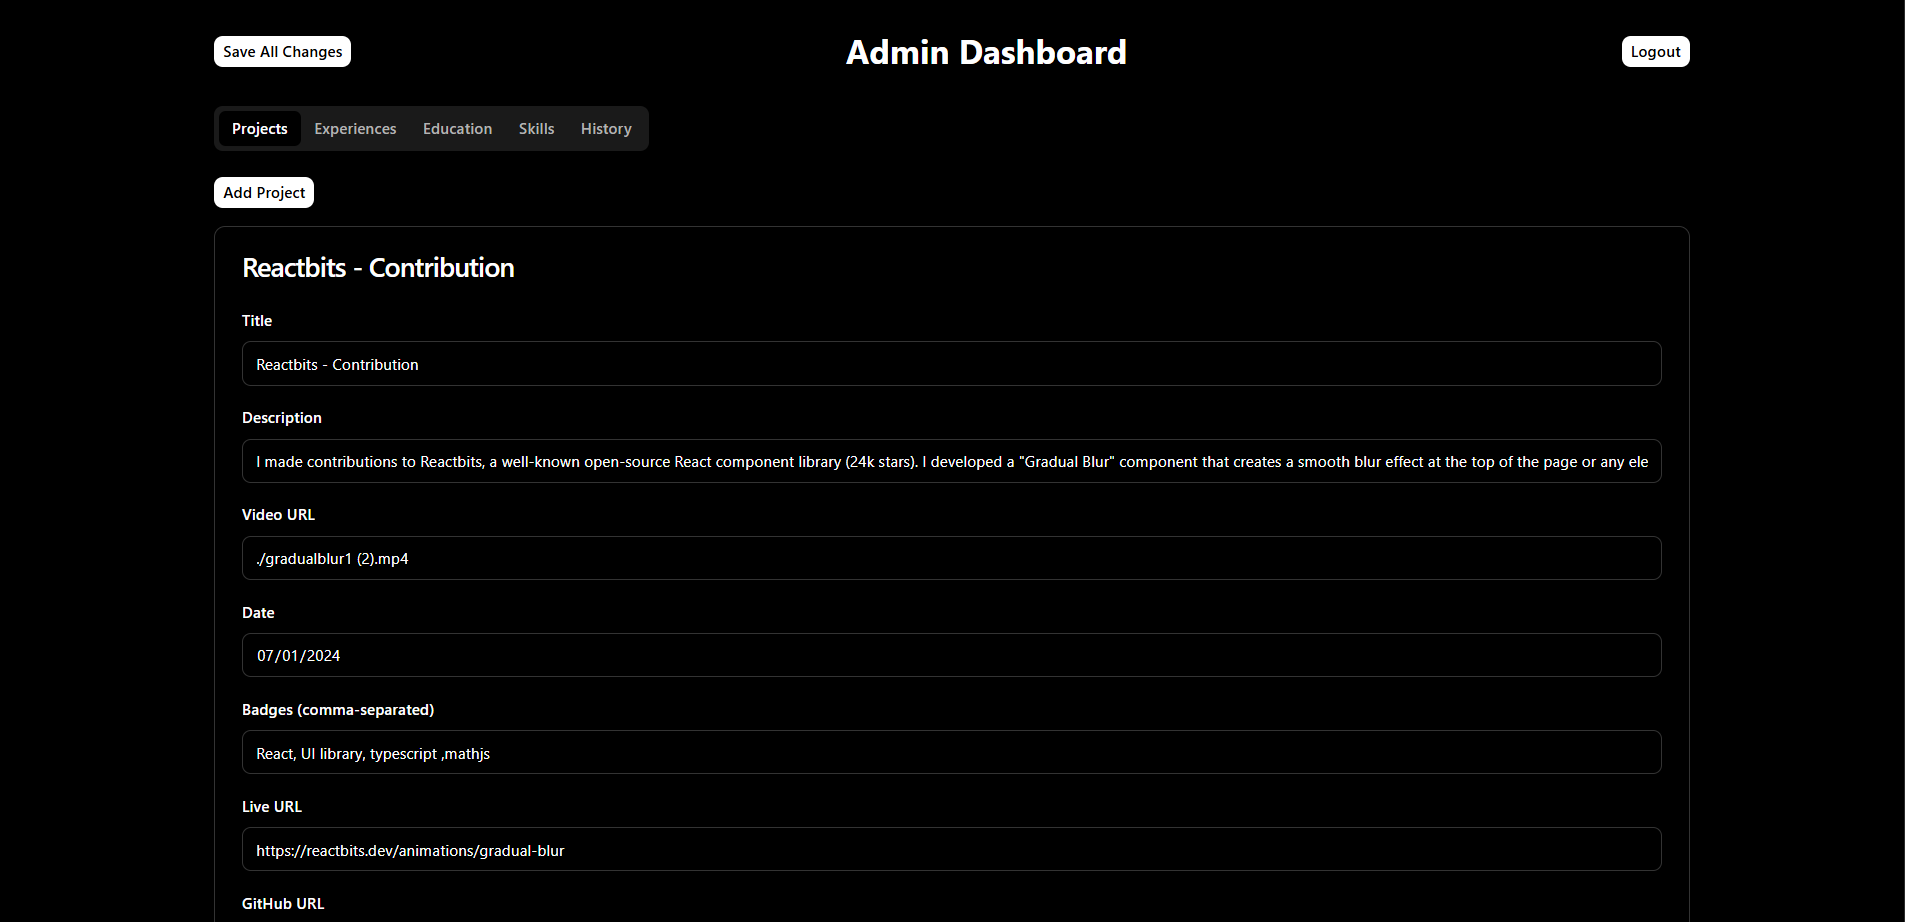 Save All Changes
Admin Dashboard
Logout
Projects Experiences Education Skills History
Add Project
Reactbits - Contribution
Title
Reactbits - Contribution
Description
I made contributions to Reactbits, a well-known open-source React component library (24k stars). I developed a "Gradual Blur" component that creates a smooth blur effect at the top of the page or any ele
Video URL
./gradualblur1 (2).mp4
Date
07/01/2024
Badges (comma-separated)
React, UI library, typescript ,mathjs
Live URL
https://reactbits.dev/animations/gradual-blur
GitHub URL